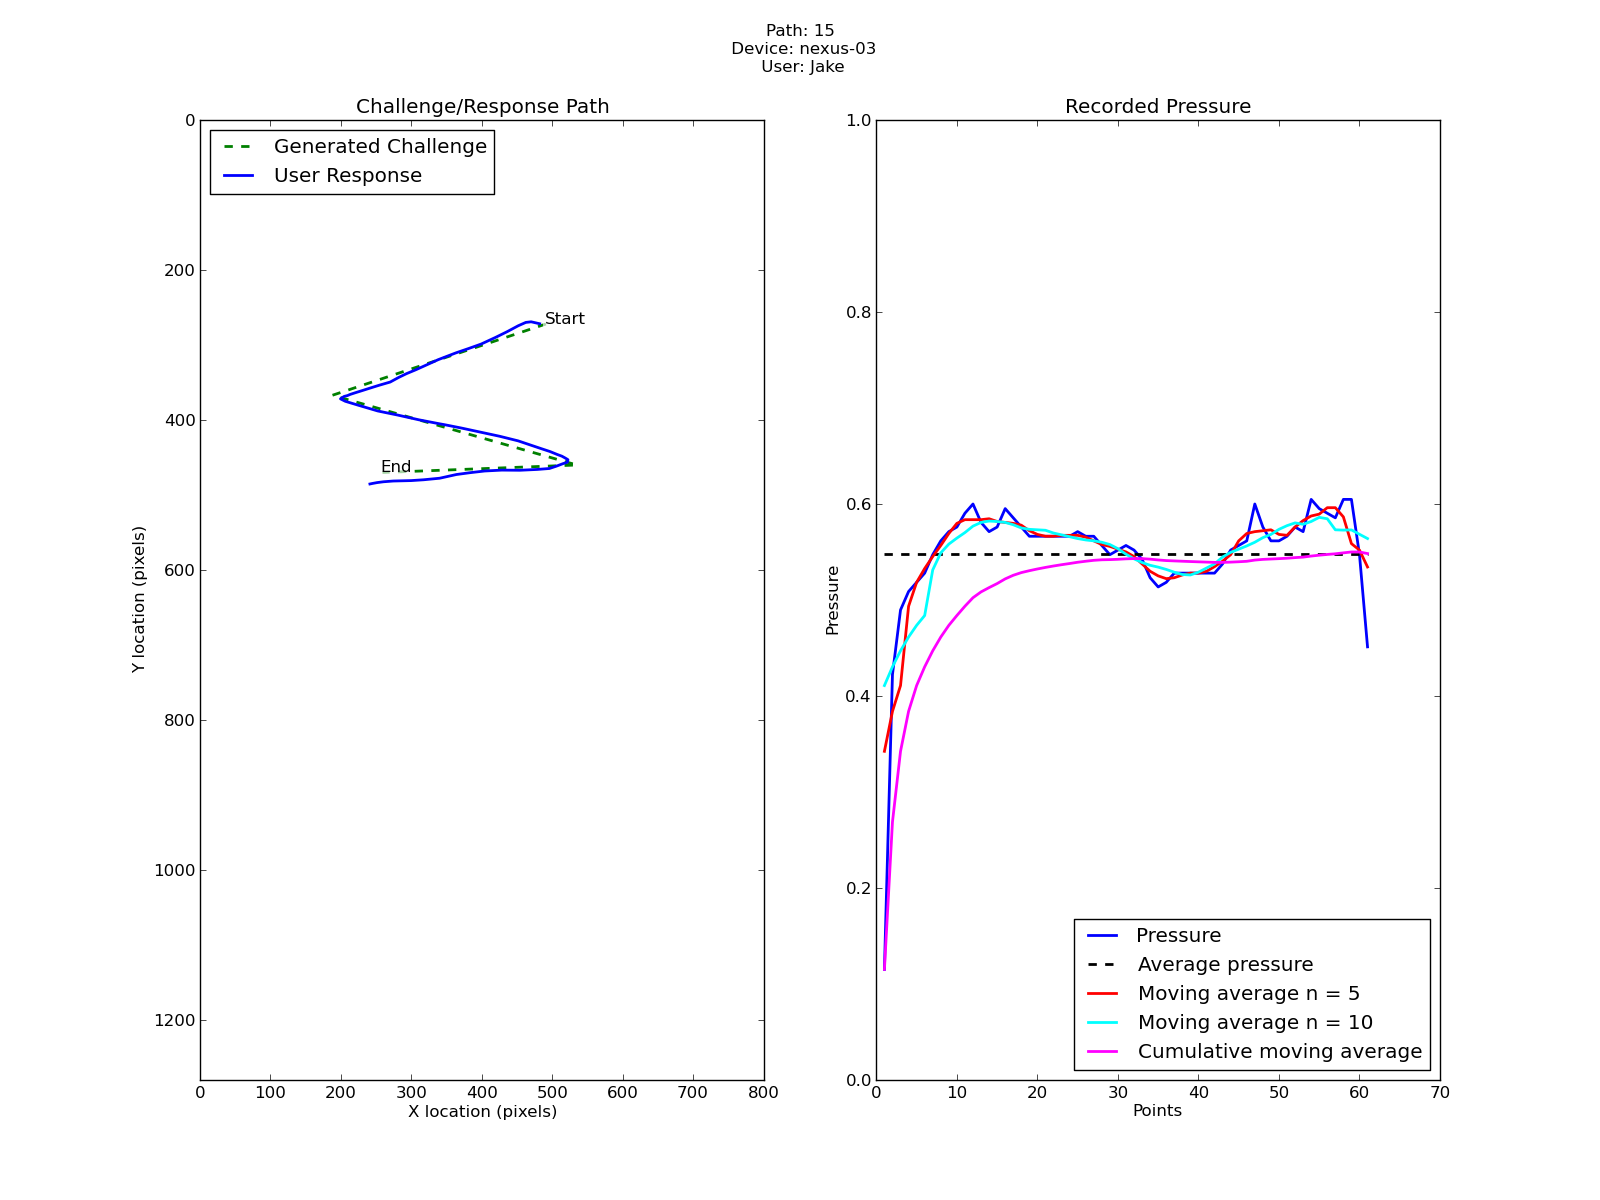 Path: 15
Device: nexus-03
User: Jake
Challenge/Response Path
Generated Challenge
User Response
Start
End
0
200
400
600
800
1000
1200
Y location (pixels)
0 100 200 300 400 500 600 700 800
X location (pixels)
Recorded Pressure
1.0
0.8
0.6
0.4
0.2
0.0
Pressure
Pressure
Average pressure
Moving average n = 5
Moving average n = 10
Cumulative moving average
0 10 20 30 40 50 60 70
Points